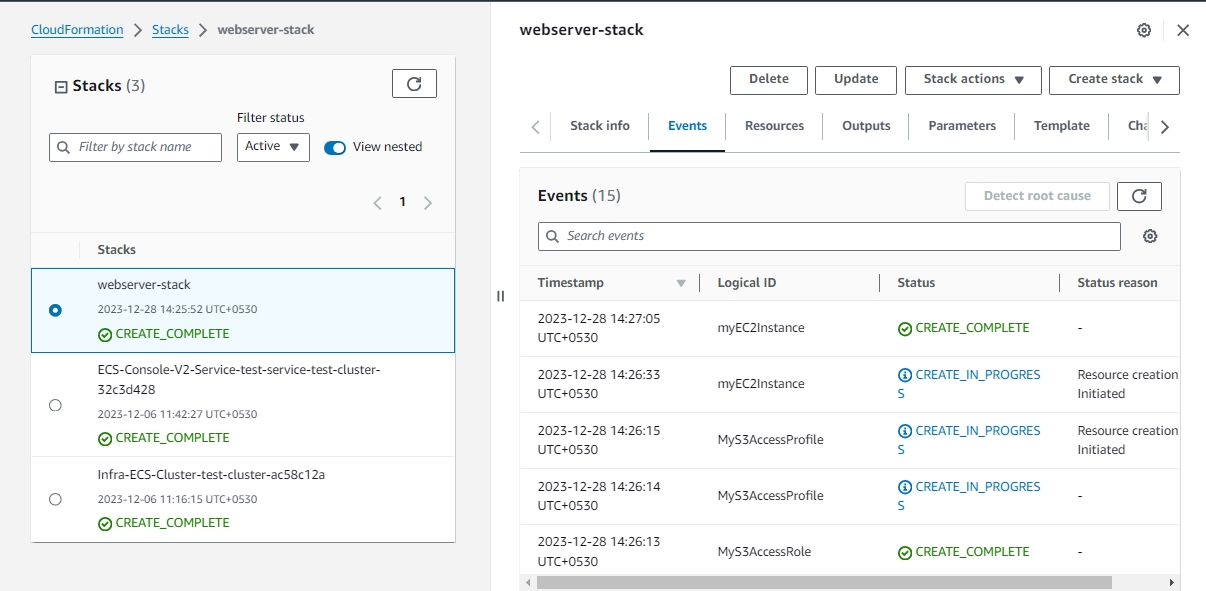 CloudFormation > Stacks > webserver-stack
Stacks (3)
Filter status
Filter by stack name
Active
View nested
1
Stacks
webserver-stack
2023-12-28 14:25:52 UTC+0530
CREATE_COMPLETE
ECS-Console-V2-Service-test-service-test-cluster-
32c3d428
2023-12-06 11:42:27 UTC+0530
CREATE_COMPLETE
Infra-ECS-Cluster-test-cluster-ac58c12a
2023-12-06 11:16:15 UTC+0530
CREATE_COMPLETE
webserver-stack
Delete Update Stack actions Create stack
Stack info Events Resources Outputs Parameters Template Cha
Events (15)
Detect root cause
Search events
Timestamp Logical ID Status Status reason
2023-12-28 14:27:05
UTC+0530
myEC2Instance
CREATE_COMPLETE
-
2023-12-28 14:26:33
UTC+0530
myEC2Instance
CREATE_IN_PROGRES
S
Resource creation
Initiated
2023-12-28 14:26:15
UTC+0530
MyS3AccessProfile
CREATE_IN_PROGRES
S
Resource creation
Initiated
2023-12-28 14:26:14
UTC+0530
MyS3AccessProfile
CREATE_IN_PROGRES
S
-
2023-12-28 14:26:13
UTC+0530
MyS3AccessRole
CREATE_COMPLETE
-